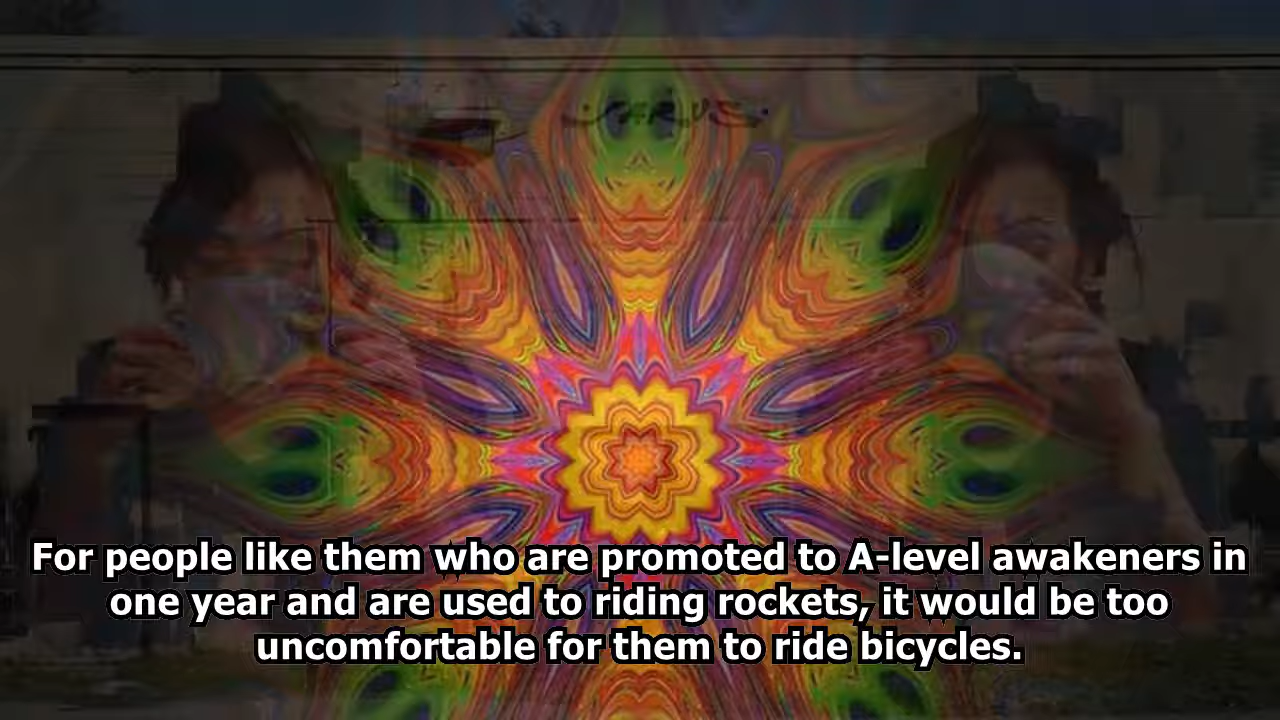 For people like them who are promoted to A-level awakeners in
one year and are used to riding rockets, it would be too
uncomfortable for them to ride bicycles.